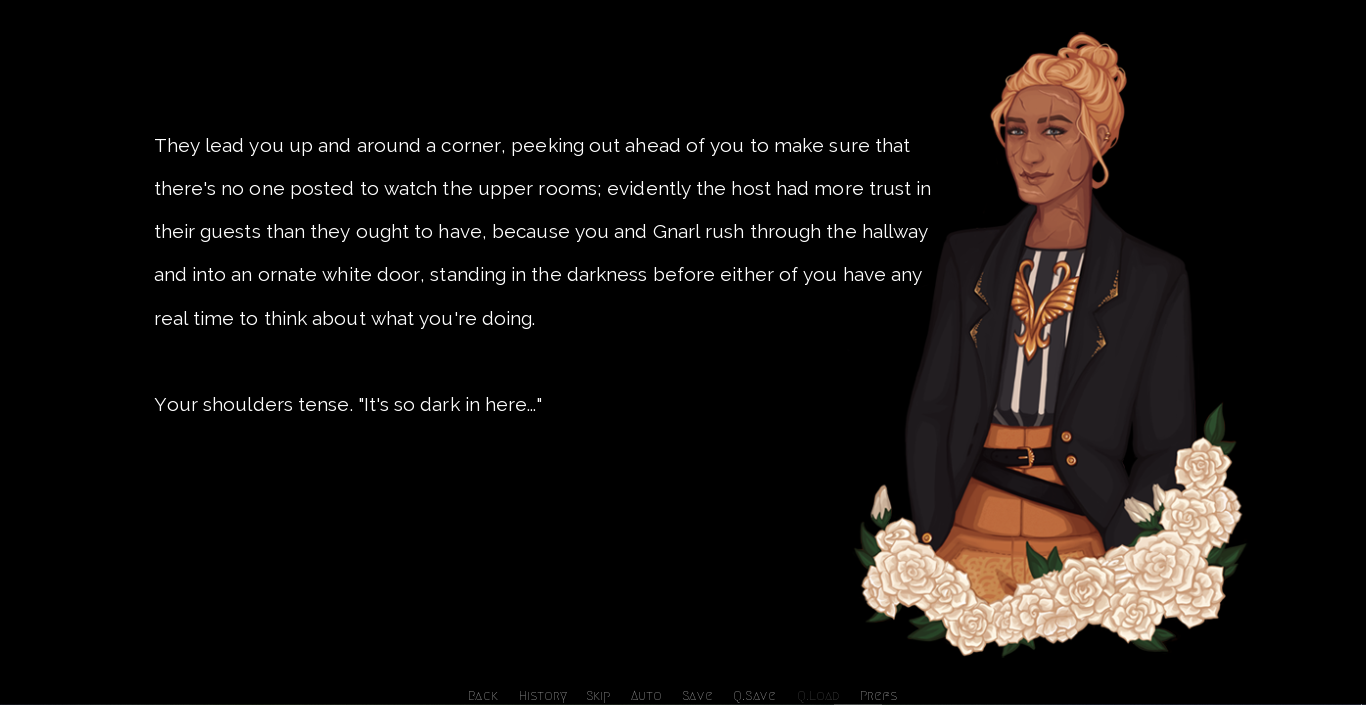 They lead you up and around a corner, peeking out ahead of you to make sure that
there's no one posted to watch the upper rooms; evidently the host had more trust in
their guests than they ought to have, because you and Gnarl rush through the hallway
and into an ornate white door, standing in the darkness before either of you have any
real time to think about what you're doing.
Your shoulders tense. "It's so dark in here..."
Back History Skip Auto Save Q.Save Q.Load Prefs